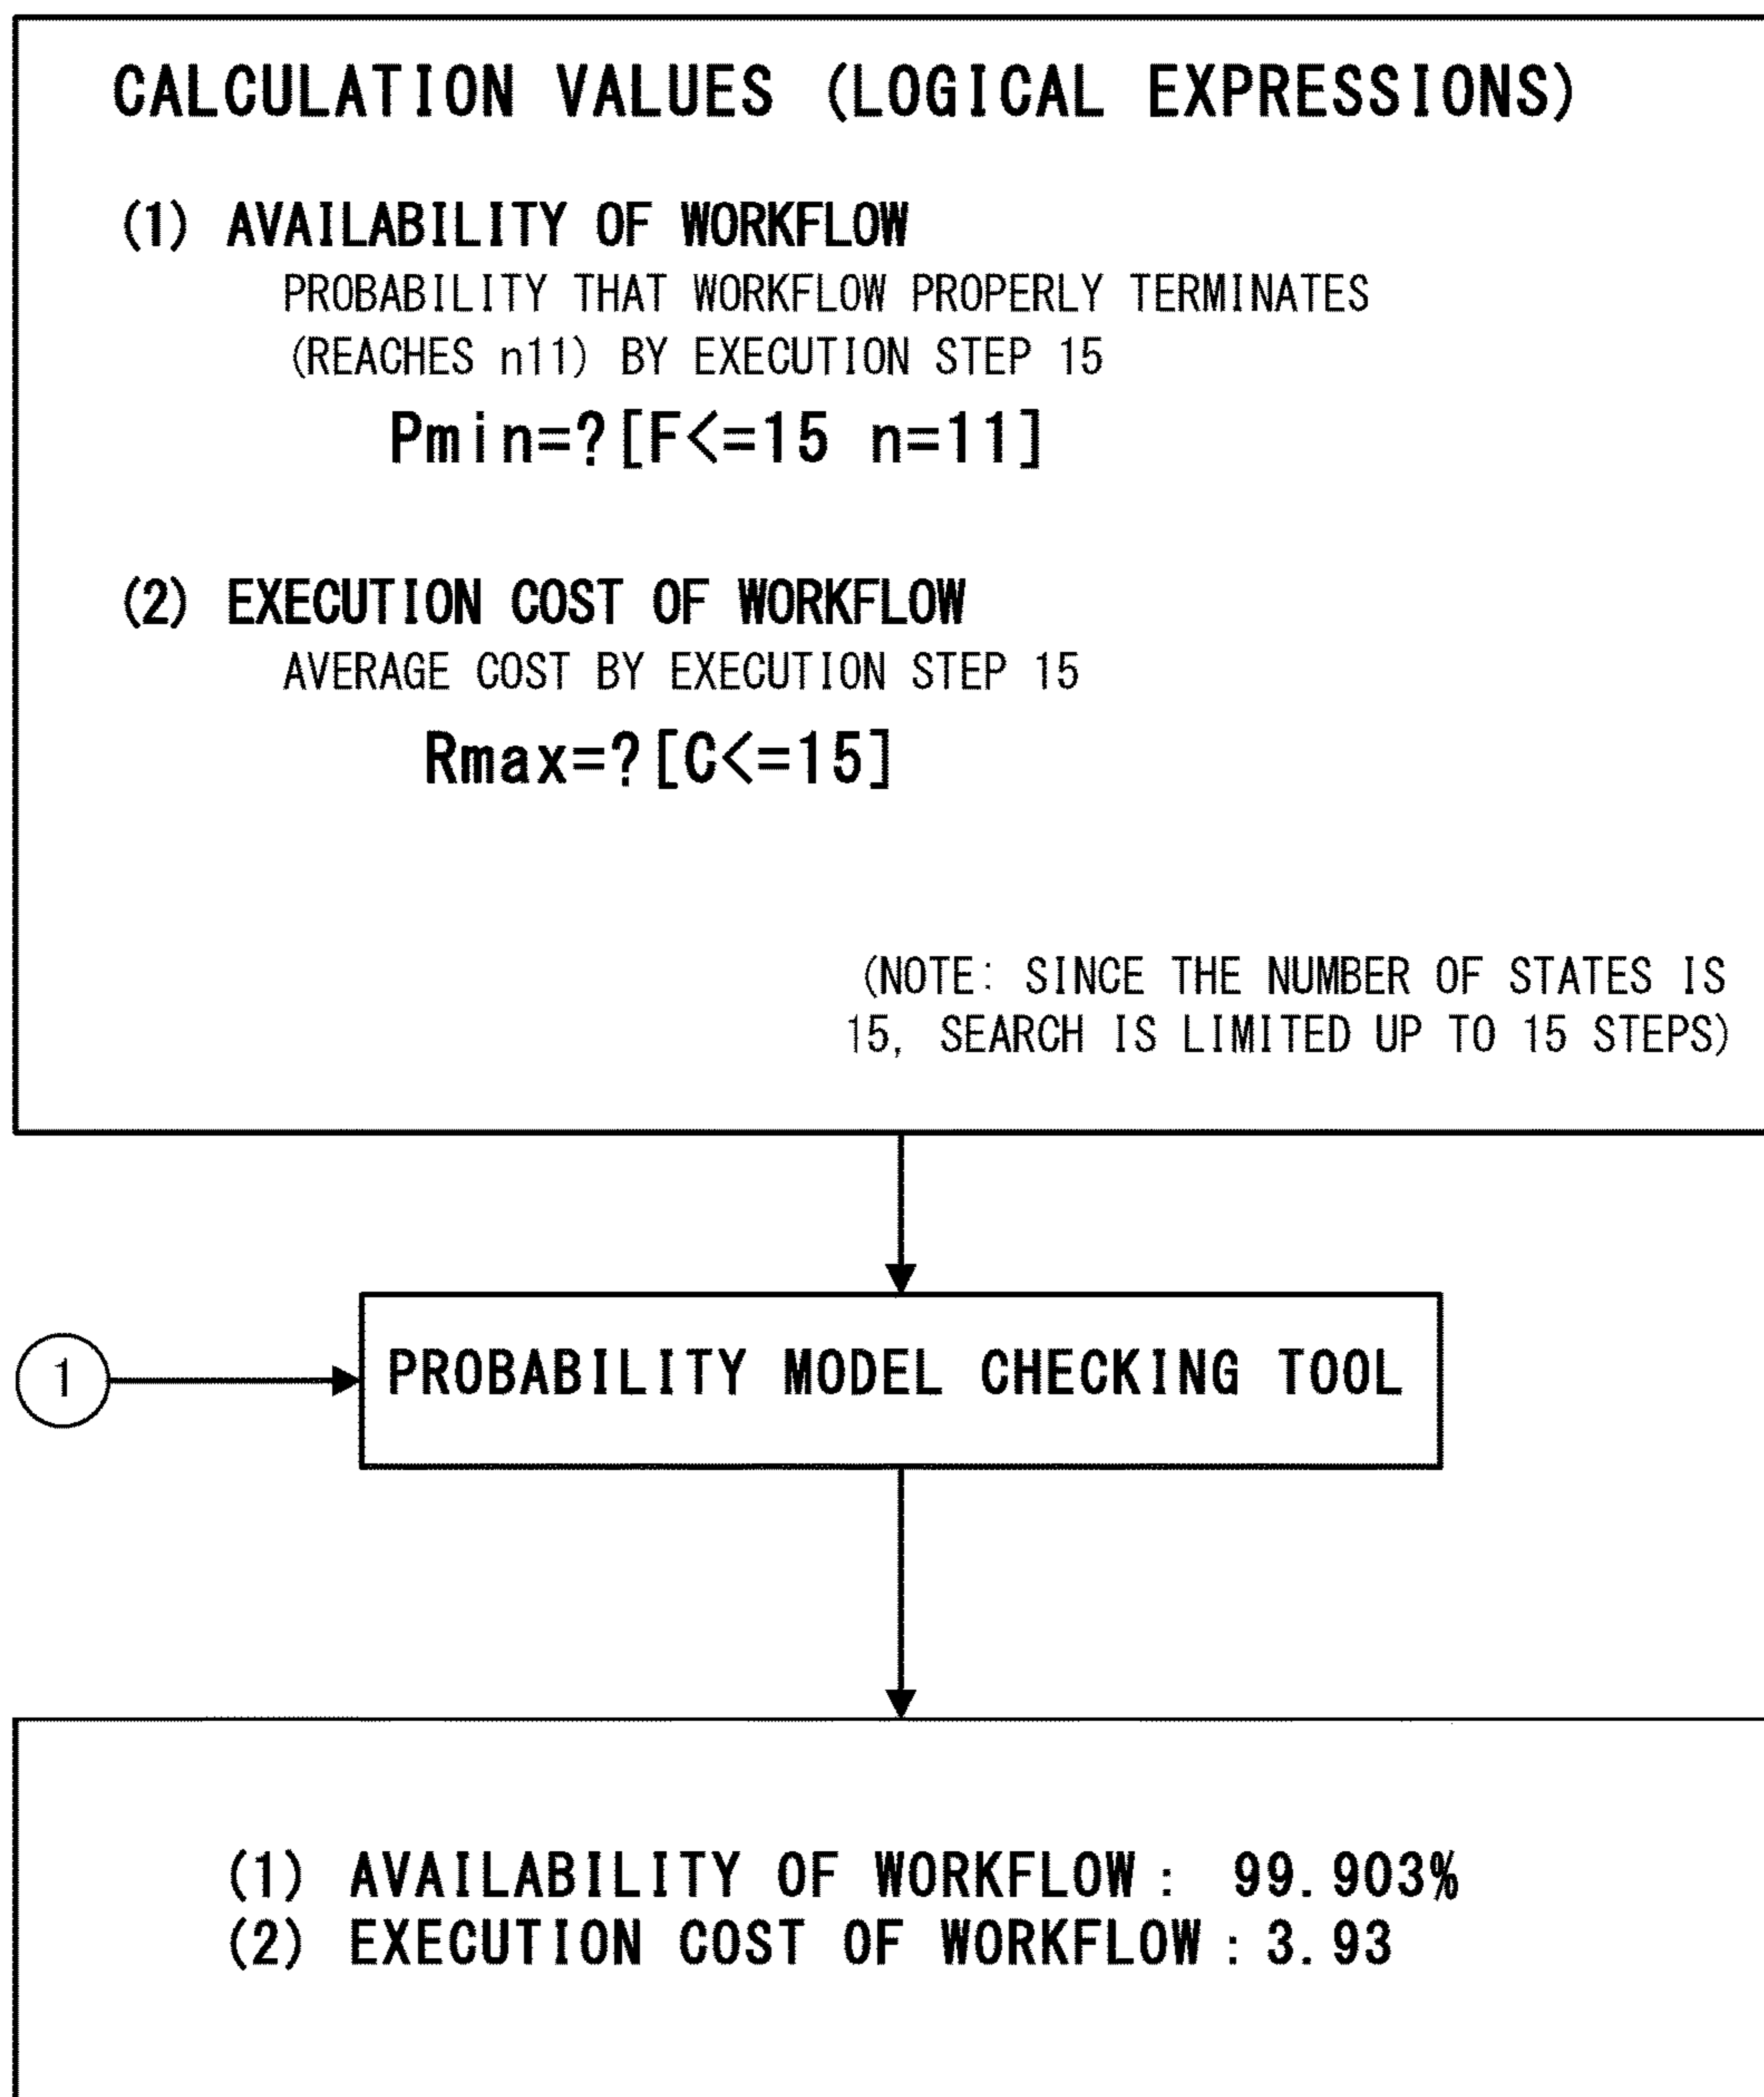 CALCULATION VALUES (LOGICAL EXPRESSIONS)
(1) AVAILABILITY OF WORKFLOW
PROBABILITY THAT WORKFLOW PROPERLY TERMINATES
(REACHES n11) BY EXECUTION STEP 15
Pmin=?[F<=15 n=11]
(2) EXECUTION COST OF WORKFLOW
AVERAGE COST BY EXECUTION STEP 15
Rmax=?[C<=15]
(NOTE: SINCE THE NUMBER OF STATES IS
15, SEARCH IS LIMITED UP TO 15 STEPS)
1
PROBABILITY MODEL CHECKING TOOL
(1) AVAILABILITY OF WORKFLOW : 99.903%
(2) EXECUTION COST OF WORKFLOW : 3.93